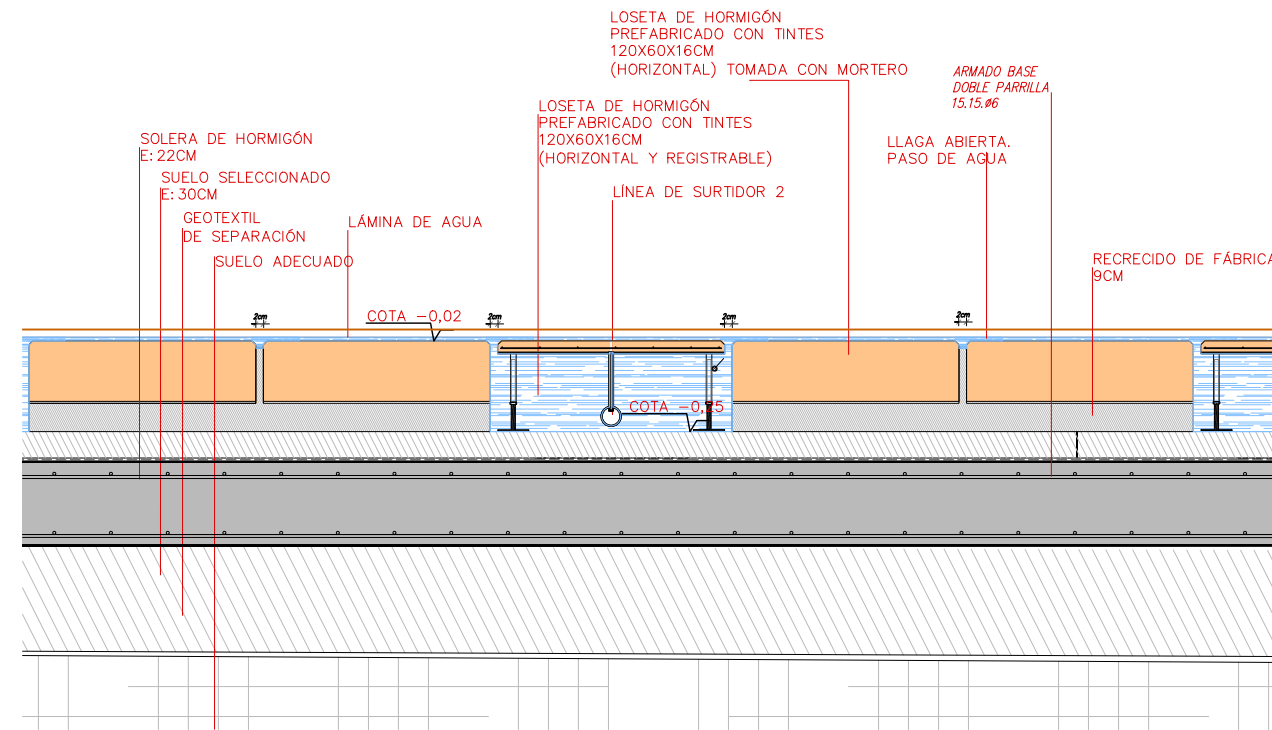 LOSETA DE HORMIGÓN
PREFABRICADO CON TINTES
120X60X16CM
(HORIZONTAL) TOMADA CON MORTERO
ARMADO BASE
DOBLE PARRILLA
15.15.ø6
LOSETA DE HORMIGÓN
PREFABRICADO CON TINTES
120X60X16CM
(HORIZONTAL Y REGISTRABLE)
SOLERA DE HORMIGÓN
E: 22CM
LLAGA ABIERTA.
PASO DE AGUA
SUELO SELECCIONADO
E: 30CM
LÍNEA DE SURTIDOR 2
GEOTEXTIL
DE SEPARACIÓN
LÁMINA DE AGUA
SUELO ADECUADO
RECRECIDO DE FÁBRICA
9CM
2cm
COTA -0,02
2cm
2cm
2cm
COTA -0,25